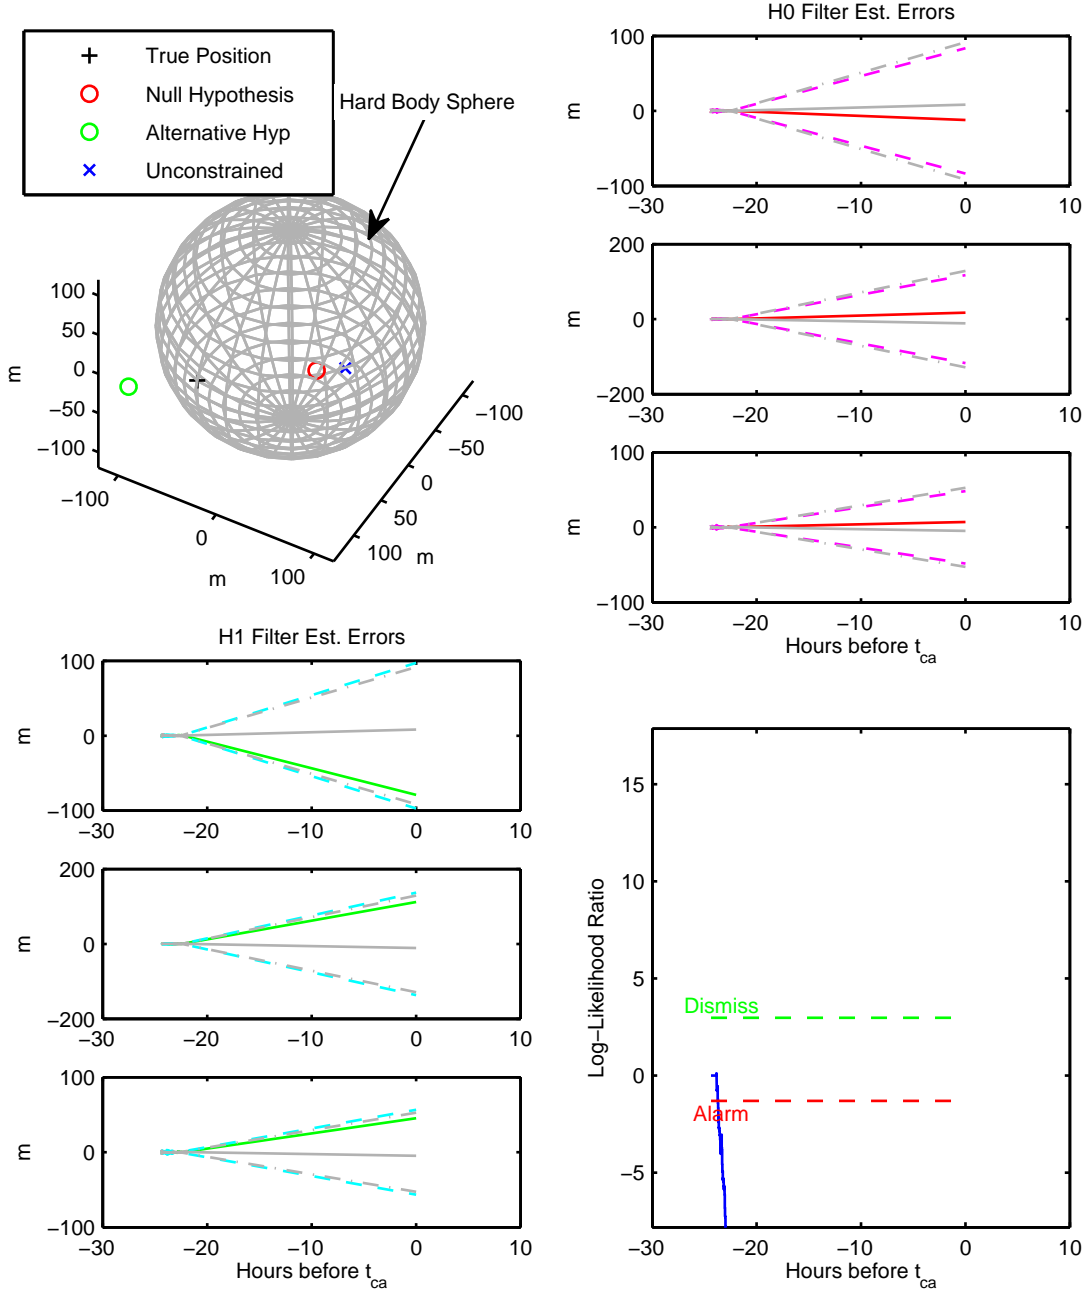 True Position
Null Hypothesis
Alternative Hyp
Unconstrained
Hard Body Sphere
100
50
0
−50
−100
m
−100
0
100
m
−100
−50
0
50
100
m
H0 Filter Est. Errors
100
0
−100
m
−30 −20 −10 0 10
200
0
−200
m
−30 −20 −10 0 10
100
0
−100
m
−30 −20 −10 0 10
Hours before tca
H1 Filter Est. Errors
100
0
−100
m
−30 −20 −10 0 10
200
0
−200
m
−30 −20 −10 0 10
100
0
−100
m
−30 −20 −10 0 10
Hours before tca
15
10
5
0
−5
Log−Likelihood Ratio
Dismiss
Alarm
−30 −20 −10 0 10
Hours before tca